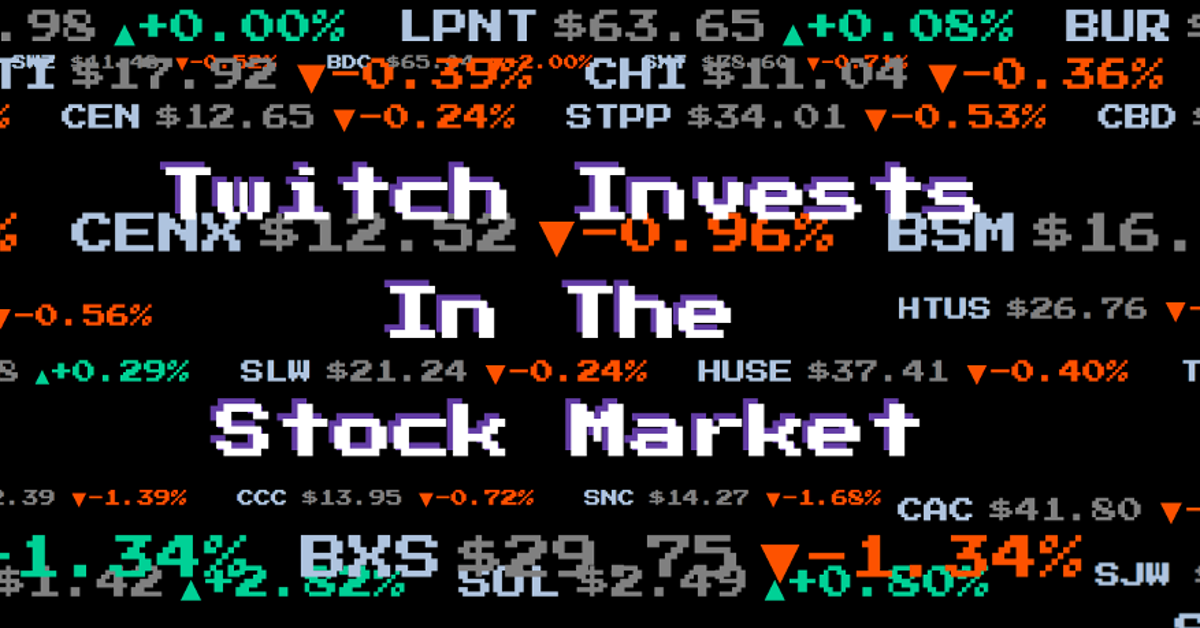 .98 ▲+0.00% LPNT $63.65 ▲+0.08% BUR
SWZ $11.48 ▼-0.52% BDC 2.00% ▼-0.71%
TI $17.92 ▼-0.39% CHI $11.04 ▼-0.36%
% CEN $12.65 ▼-0.24% STPP $34.01 ▼-0.53% CBD
Twitch Invests
% CENX $12.52 ▼-0.96% BSM $16.
In The
▼-0.56% HTUS $26.76 ▼-
8 ▲+0.29% SLW $21.24 ▼-0.24% HUSE $37.41 ▼-0.40% T
Stock Market
2.39 ▼-1.39% CCC $13.95 ▼-0.72% SNC $14.27 ▼-1.68%
CAC $41.80 ▼-
-1.34% BXS $29.75 ▼-1.34%
$1.42 ▲+2.82% SOL $2.49 ▲+0.80% SJW